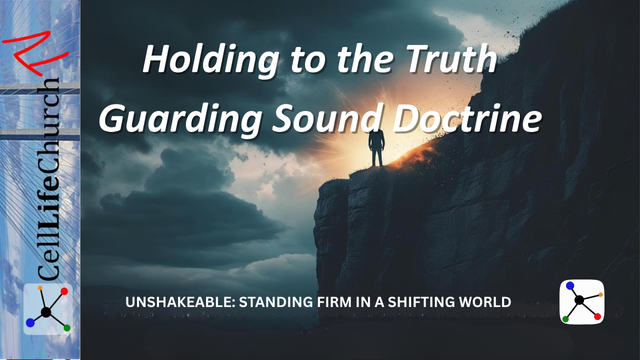 Holding to the Truth
Guarding Sound Doctrine
CellLifeChurch
UNSHAKEABLE: STANDING FIRM IN A SHIFTING WORLD